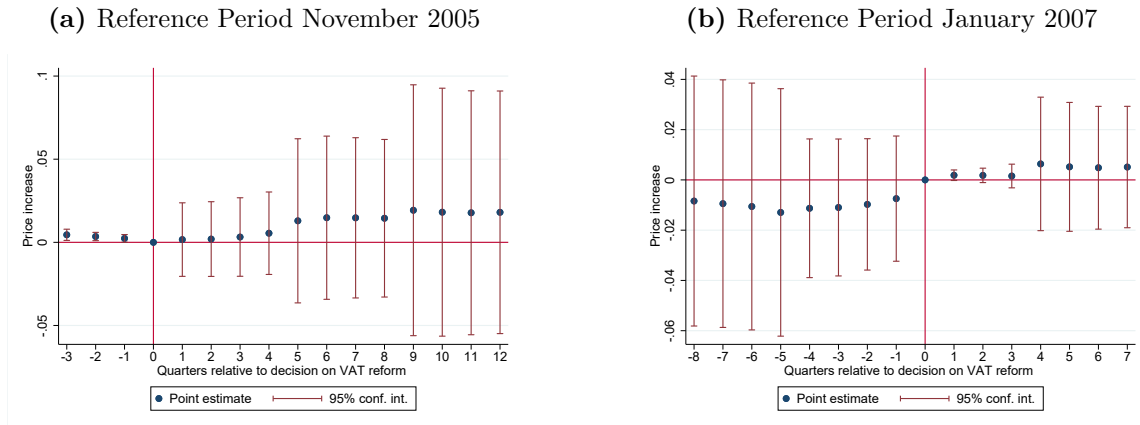 (a) Reference Period November 2005
Price increase
.1
.05
0
-.05
-3 -2 -1 0 1 2 3 4 5 6 7 8 9 10 11 12
Quarters relative to decision on VAT reform
Point estimate 95% conf. int.
(b) Reference Period January 2007
Price increase
.04
.02
0
-.02
-.04
-.06
-8 -7 -6 -5 -4 -3 -2 -1 0 1 2 3 4 5 6 7
Quarters relative to decision on VAT reform
Point estimate 95% conf. int.